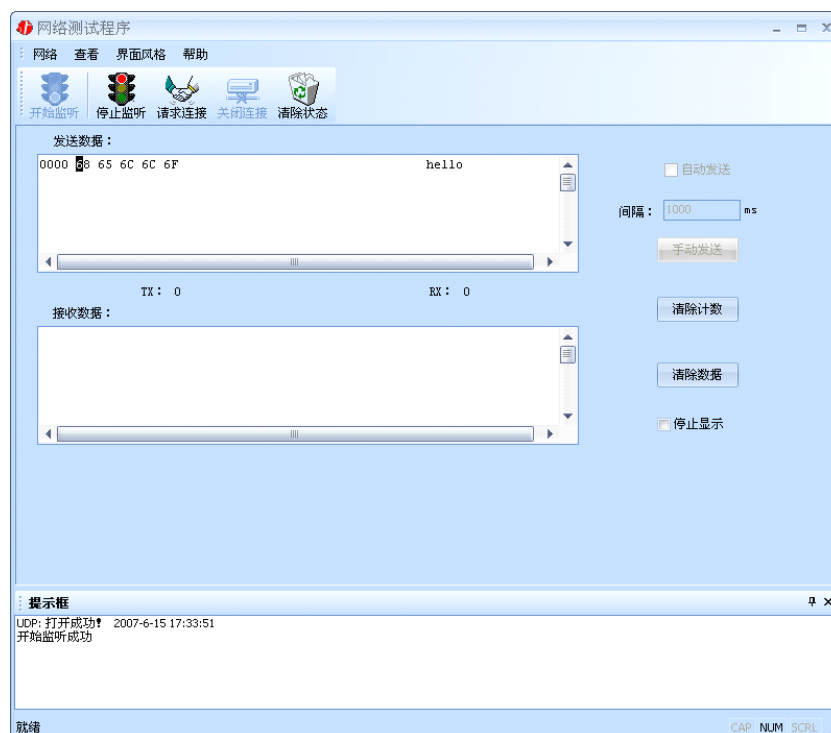 网络测试程序
网络 查看 界面风格 帮助
开始监听 停止监听 请求连接 关闭连接 清除状态
发送数据：
0000 68 65 6C 6C 6F hello
自动发送
间隔： 1000 ms
手动发送
TX： 0 RX： 0
清除计数
接收数据：
清除数据
停止显示
提示框
UDP: 打开成功！ 2007-6-15 17:33:51
开始监听成功
就绪 CAP NUM SCRL